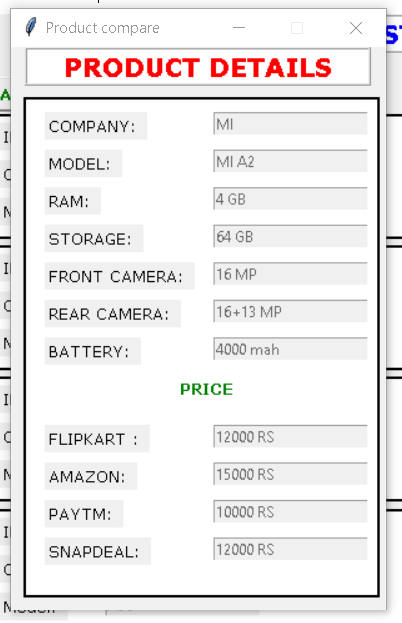 Product compare
PRODUCT DETAILS
COMPANY: MI
MODEL: MI A2
RAM: 4 GB
STORAGE: 64 GB
FRONT CAMERA: 16 MP
REAR CAMERA: 16+13 MP
BATTERY: 4000 mah
PRICE
FLIPKART : 12000 RS
AMAZON: 15000 RS
PAYTM: 10000 RS
SNAPDEAL: 12000 RS